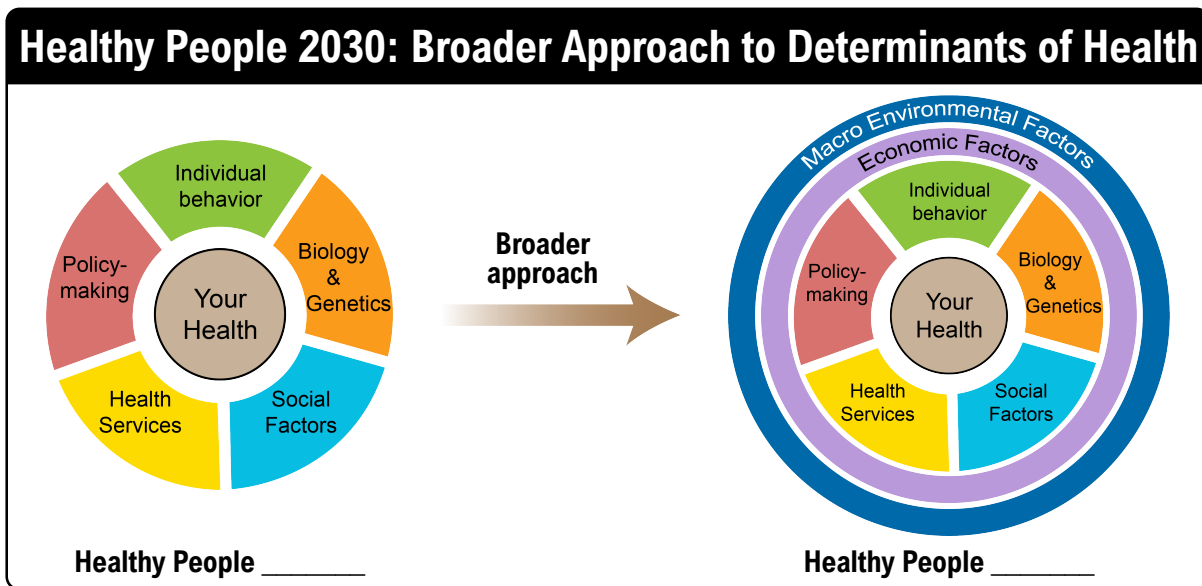 Healthy People 2030: Broader Approach to Determinants of Health
Individual
behavior
Policy-
making
Biology
&
Genetics
Your
Health
Health
Services
Social
Factors
Healthy People _______
Broader
approach
Macro Environmental Factors
Economic Factors
Individual
behavior
Policy-
making
Biology
&
Genetics
Your
Health
Health
Services
Social
Factors
Healthy People _______